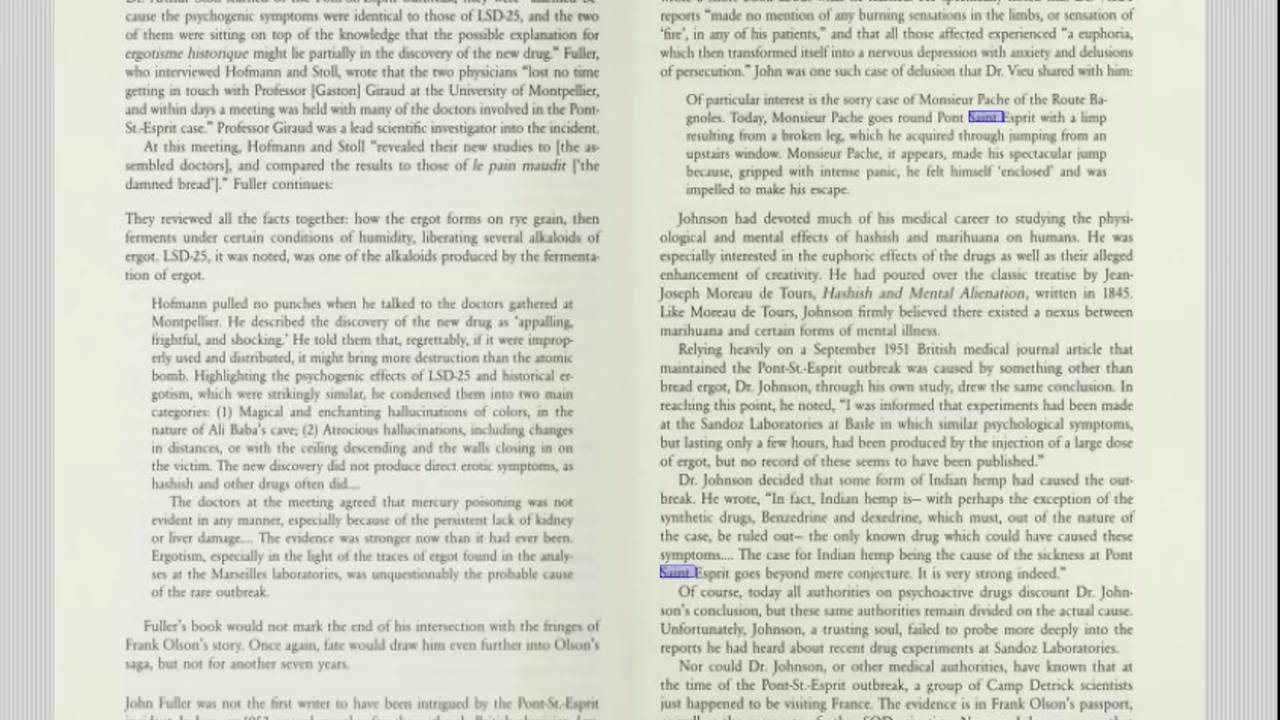 cause the psychogenic symptoms were identical to those of LSD-25, and the two
of them were sitting on top of the knowledge that the possible explanation for
ergotisme historique might lie partially in the discovery of the new drug.” Fuller,
who interviewed Hofmann and Stoll, wrote that the two physicians “lost no time
getting in touch with Professor [Gaston] Giraud at the University of Montpellier,
and within days a meeting was held with many of the doctors involved in the Pont-
St.-Esprit case.” Professor Giraud was a lead scientific investigator into the incident.
At this meeting, Hofmann and Stoll “revealed their new studies to [the as-
sembled doctors], and compared the results to those of le pain maudit [‘the
damned bread’].” Fuller continues:
They reviewed all the facts together: how the ergot forms on rye grain, then
ferments under certain conditions of humidity, liberating several alkaloids of
ergot. LSD-25, it was noted, was one of the alkaloids produced by the fermenta-
tion of ergot.
Hofmann pulled no punches when he talked to the doctors gathered at
Montpellier. He described the discovery of the new drug as ‘appalling,
frightful, and shocking.’ He told them that, regrettably, if it were improp-
erly used and distributed, it might bring more destruction than the atomic
bomb. Highlighting the psychogenic effects of LSD-25 and historical er-
gotism, which were strikingly similar, he condensed them into two main
categories: (1) Magical and enchanting hallucinations of colors, in the
nature of Ali Baba’s cave; (2) Atrocious hallucinations, including changes
in distances, or with the ceiling descending and the walls closing in on
the victim. The new discovery did not produce direct erotic symptoms, as
hashish and other drugs often did....
The doctors at the meeting agreed that mercury poisoning was not
evident in any manner, especially because of the persistent lack of kidney
or liver damage.... The evidence was stronger now than it had ever been.
Ergotism, especially in the light of the traces of ergot found in the analy-
ses at the Marseilles laboratories, was unquestionably the probable cause
of the rare outbreak.
Fuller’s book would not mark the end of his intersection with the fringes of
Frank Olson’s story. Once again, fate would draw him even further into Olson’s
saga, but not for another seven years.
John Fuller was not the first writer to have been intrigued by the Pont-St.-Esprit
reports “made no mention of any burning sensations in the limbs, or sensation of
‘fire’, in any of his patients,” and that all those affected experienced “a euphoria,
which then transformed itself into a nervous depression with anxiety and delusions
of persecution.” John was one such case of delusion that Dr. Vieu shared with him:
Of particular interest is the sorry case of Monsieur Pache of the Route Ba-
gnoles. Today, Monsieur Pache goes round Pont Saint Esprit with a limp
resulting from a broken leg, which he acquired through jumping from an
upstairs window. Monsieur Pache, it appears, made his spectacular jump
because, gripped with intense panic, he felt himself ‘enclosed’ and was
impelled to make his escape.
Johnson had devoted much of his medical career to studying the physi-
ological and mental effects of hashish and marihuana on humans. He was
especially interested in the euphoric effects of the drugs as well as their alleged
enhancement of creativity. He had poured over the classic treatise by Jean-
Joseph Moreau de Tours, Hashish and Mental Alienation, written in 1845.
Like Moreau de Tours, Johnson firmly believed there existed a nexus between
marihuana and certain forms of mental illness.
Relying heavily on a September 1951 British medical journal article that
maintained the Pont-St.-Esprit outbreak was caused by something other than
bread ergot, Dr. Johnson, through his own study, drew the same conclusion. In
reaching this point, he noted, “I was informed that experiments had been made
at the Sandoz Laboratories at Basle in which similar psychological symptoms,
but lasting only a few hours, had been produced by the injection of a large dose
of ergot, but no record of these seems to have been published.”
Dr. Johnson decided that some form of Indian hemp had caused the out-
break. He wrote, “In fact, Indian hemp is— with perhaps the exception of the
synthetic drugs, Benzedrine and dexedrine, which must, out of the nature of
the case, be ruled out— the only known drug which could have caused these
symptoms.... The case for Indian hemp being the cause of the sickness at Pont
Saint Esprit goes beyond mere conjecture. It is very strong indeed.”
Of course, today all authorities on psychoactive drugs discount Dr. John-
son’s conclusion, but these same authorities remain divided on the actual cause.
Unfortunately, Johnson, a trusting soul, failed to probe more deeply into the
reports he had heard about recent drug experiments at Sandoz Laboratories.
Nor could Dr. Johnson, or other medical authorities, have known that at
the time of the Pont-St.-Esprit outbreak, a group of Camp Detrick scientists
just happened to be visiting France. The evidence is in Frank Olson’s passport,